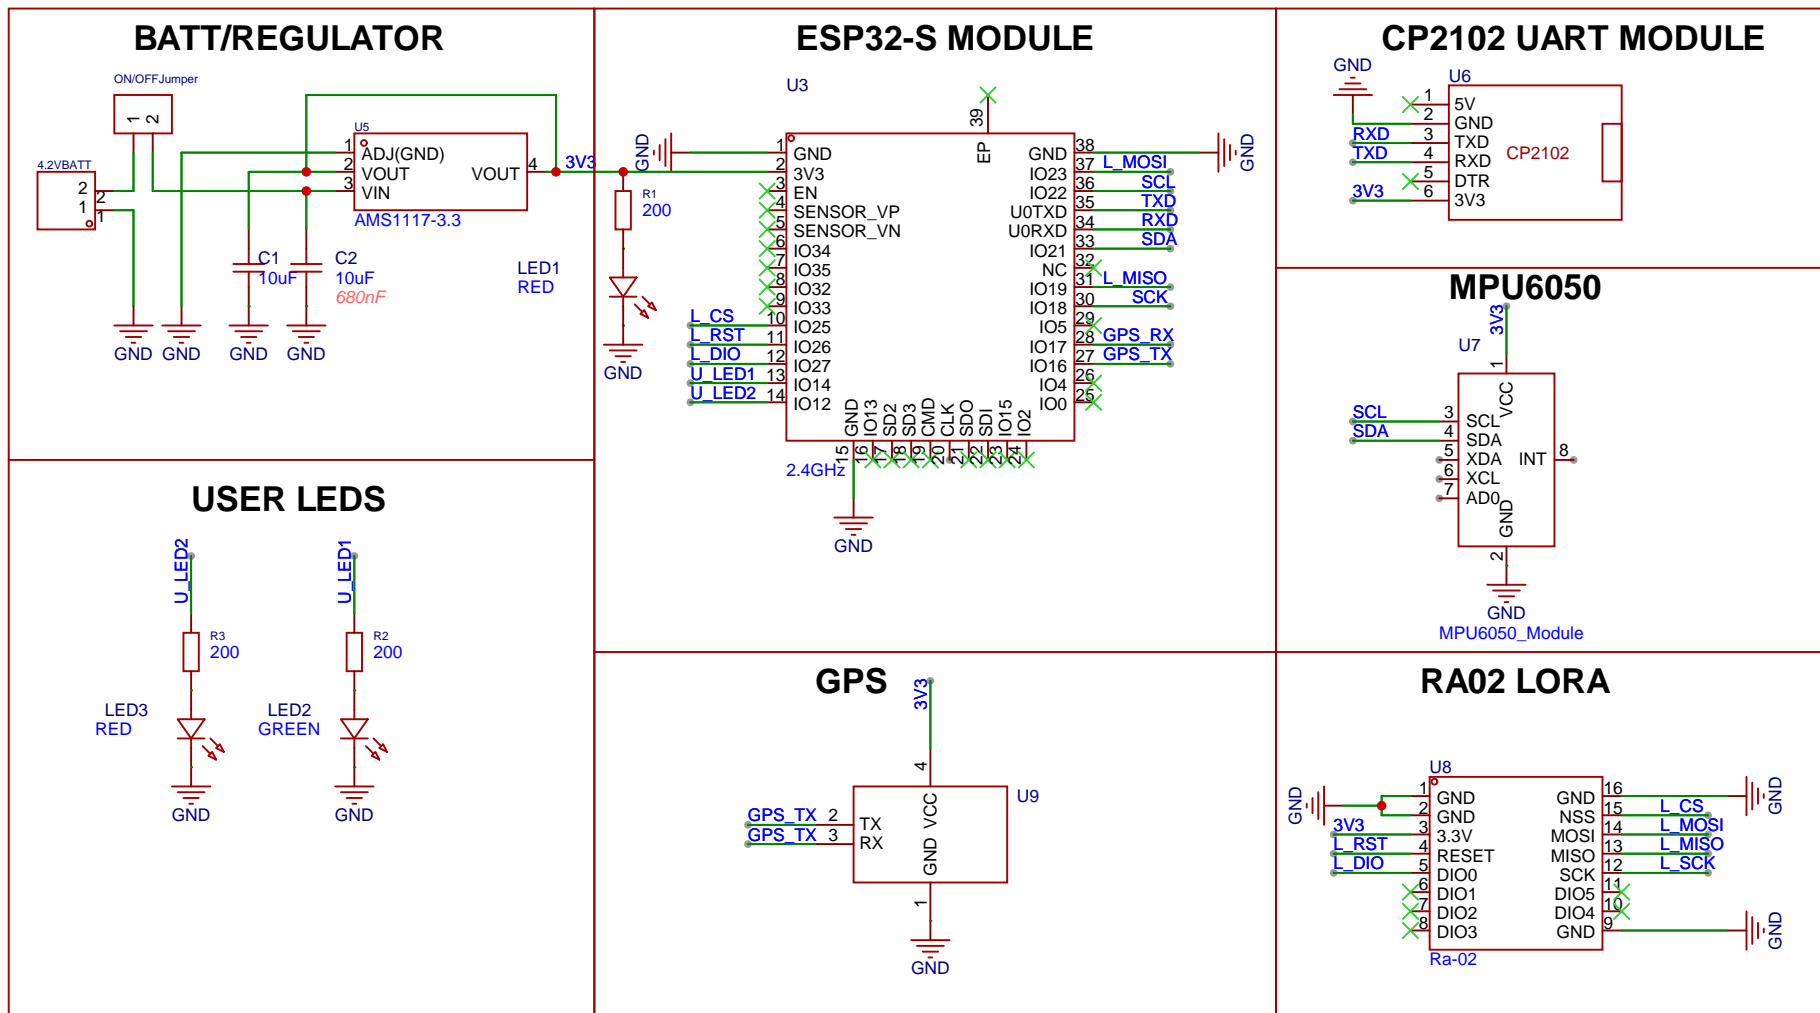 BATT/REGULATOR
ON/OFFJumper
1 2
4.2VBATT
2 2
1 1
U5
1 ADJ(GND)
2 VOUT
3 VIN
VOUT 4
AMS1117-3.3
3V3
C1
10uF
C2
10uF
680nF
GND GND GND GND
LED1
RED
R1
200
GND
ESP32-S MODULE
U3
39
EP
GND
1 GND
2 3V3
3 EN
4 SENSOR_VP
5 SENSOR_VN
6 IO34
7 IO35
8 IO32
9 IO33
L_CS 10 IO25
L_RST 11 IO26
L_DIO 12 IO27
U_LED1 13 IO14
U_LED2 14 IO12
GND 38 GND
IO23 37 L_MOSI
IO22 36 SCL
U0TXD 35 TXD
U0RXD 34 RXD
IO21 33 SDA
NC 32
IO19 31 L_MISO
IO18 30 SCK
IO5 29
IO17 28 GPS_RX
IO16 27 GPS_TX
IO4 26
IO0 25
GND IO13 SD2 SD3 CMD CLK SDO SDI IO15 IO2
15 16 17 18 19 20 21 22 23 24
2.4GHz
GND
CP2102 UART MODULE
GND
U6
1 5V
2 GND
RXD 3 TXD
TXD 4 RXD
5 DTR
3V3 6 3V3
CP2102
MPU6050
3V3
U7
1
VCC
SCL 3 SCL
SDA 4 SDA
5 XDA
6 XCL
7 AD0
INT 8
GND
2
GND
MPU6050_Module
USER LEDS
U_LED2
R3
200
LED3
RED
GND
U_LED1
R2
200
LED2
GREEN
GND
GPS
3V3
4
U9
GPS_TX 2 TX
GPS_TX 3 RX
GND VCC
1
GND
RA02 LORA
U8
GND
1 GND
2 GND
3V3 3 3.3V
L_RST 4 RESET
L_DIO 5 DIO0
6 DIO1
7 DIO2
8 DIO3
GND 16 GND
NSS 15 L_CS
MOSI 14 L_MOSI
MISO 13 L_MISO
SCK 12 L_SCK
DIO5 11
DIO4 10
GND 9 GND
Ra-02